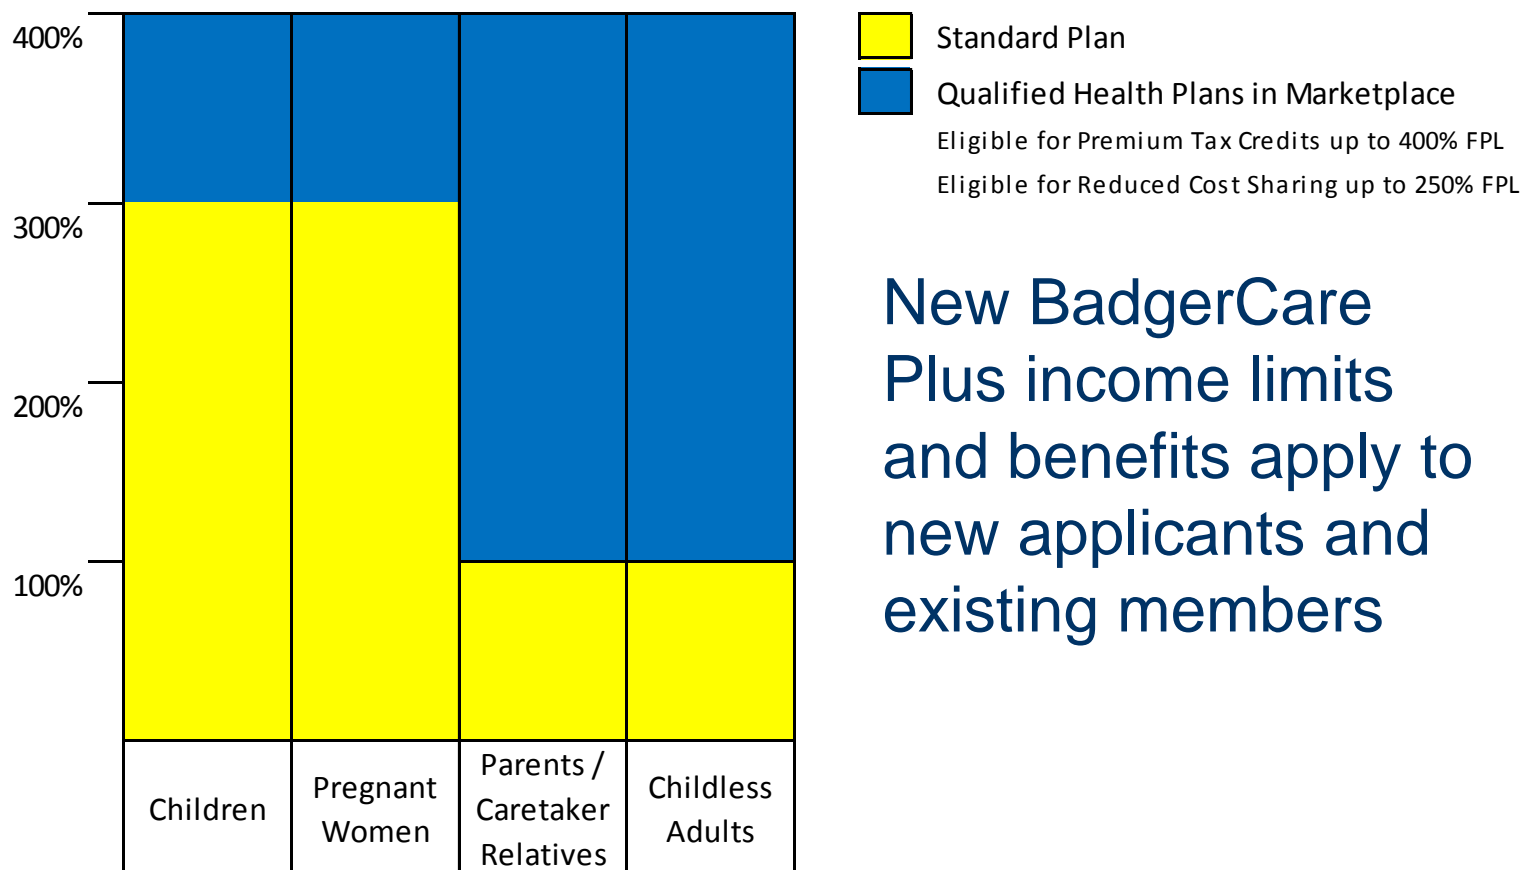 400%
300%
200%
100%
Children
Pregnant
Women
Parents /
Caretaker
Relatives
Childless
Adults
Standard Plan
Qualified Health Plans in Marketplace
Eligible for Premium Tax Credits up to 400% FPL
Eligible for Reduced Cost Sharing up to 250% FPL
New BadgerCare
Plus income limits
and benefits apply to
new applicants and
existing members